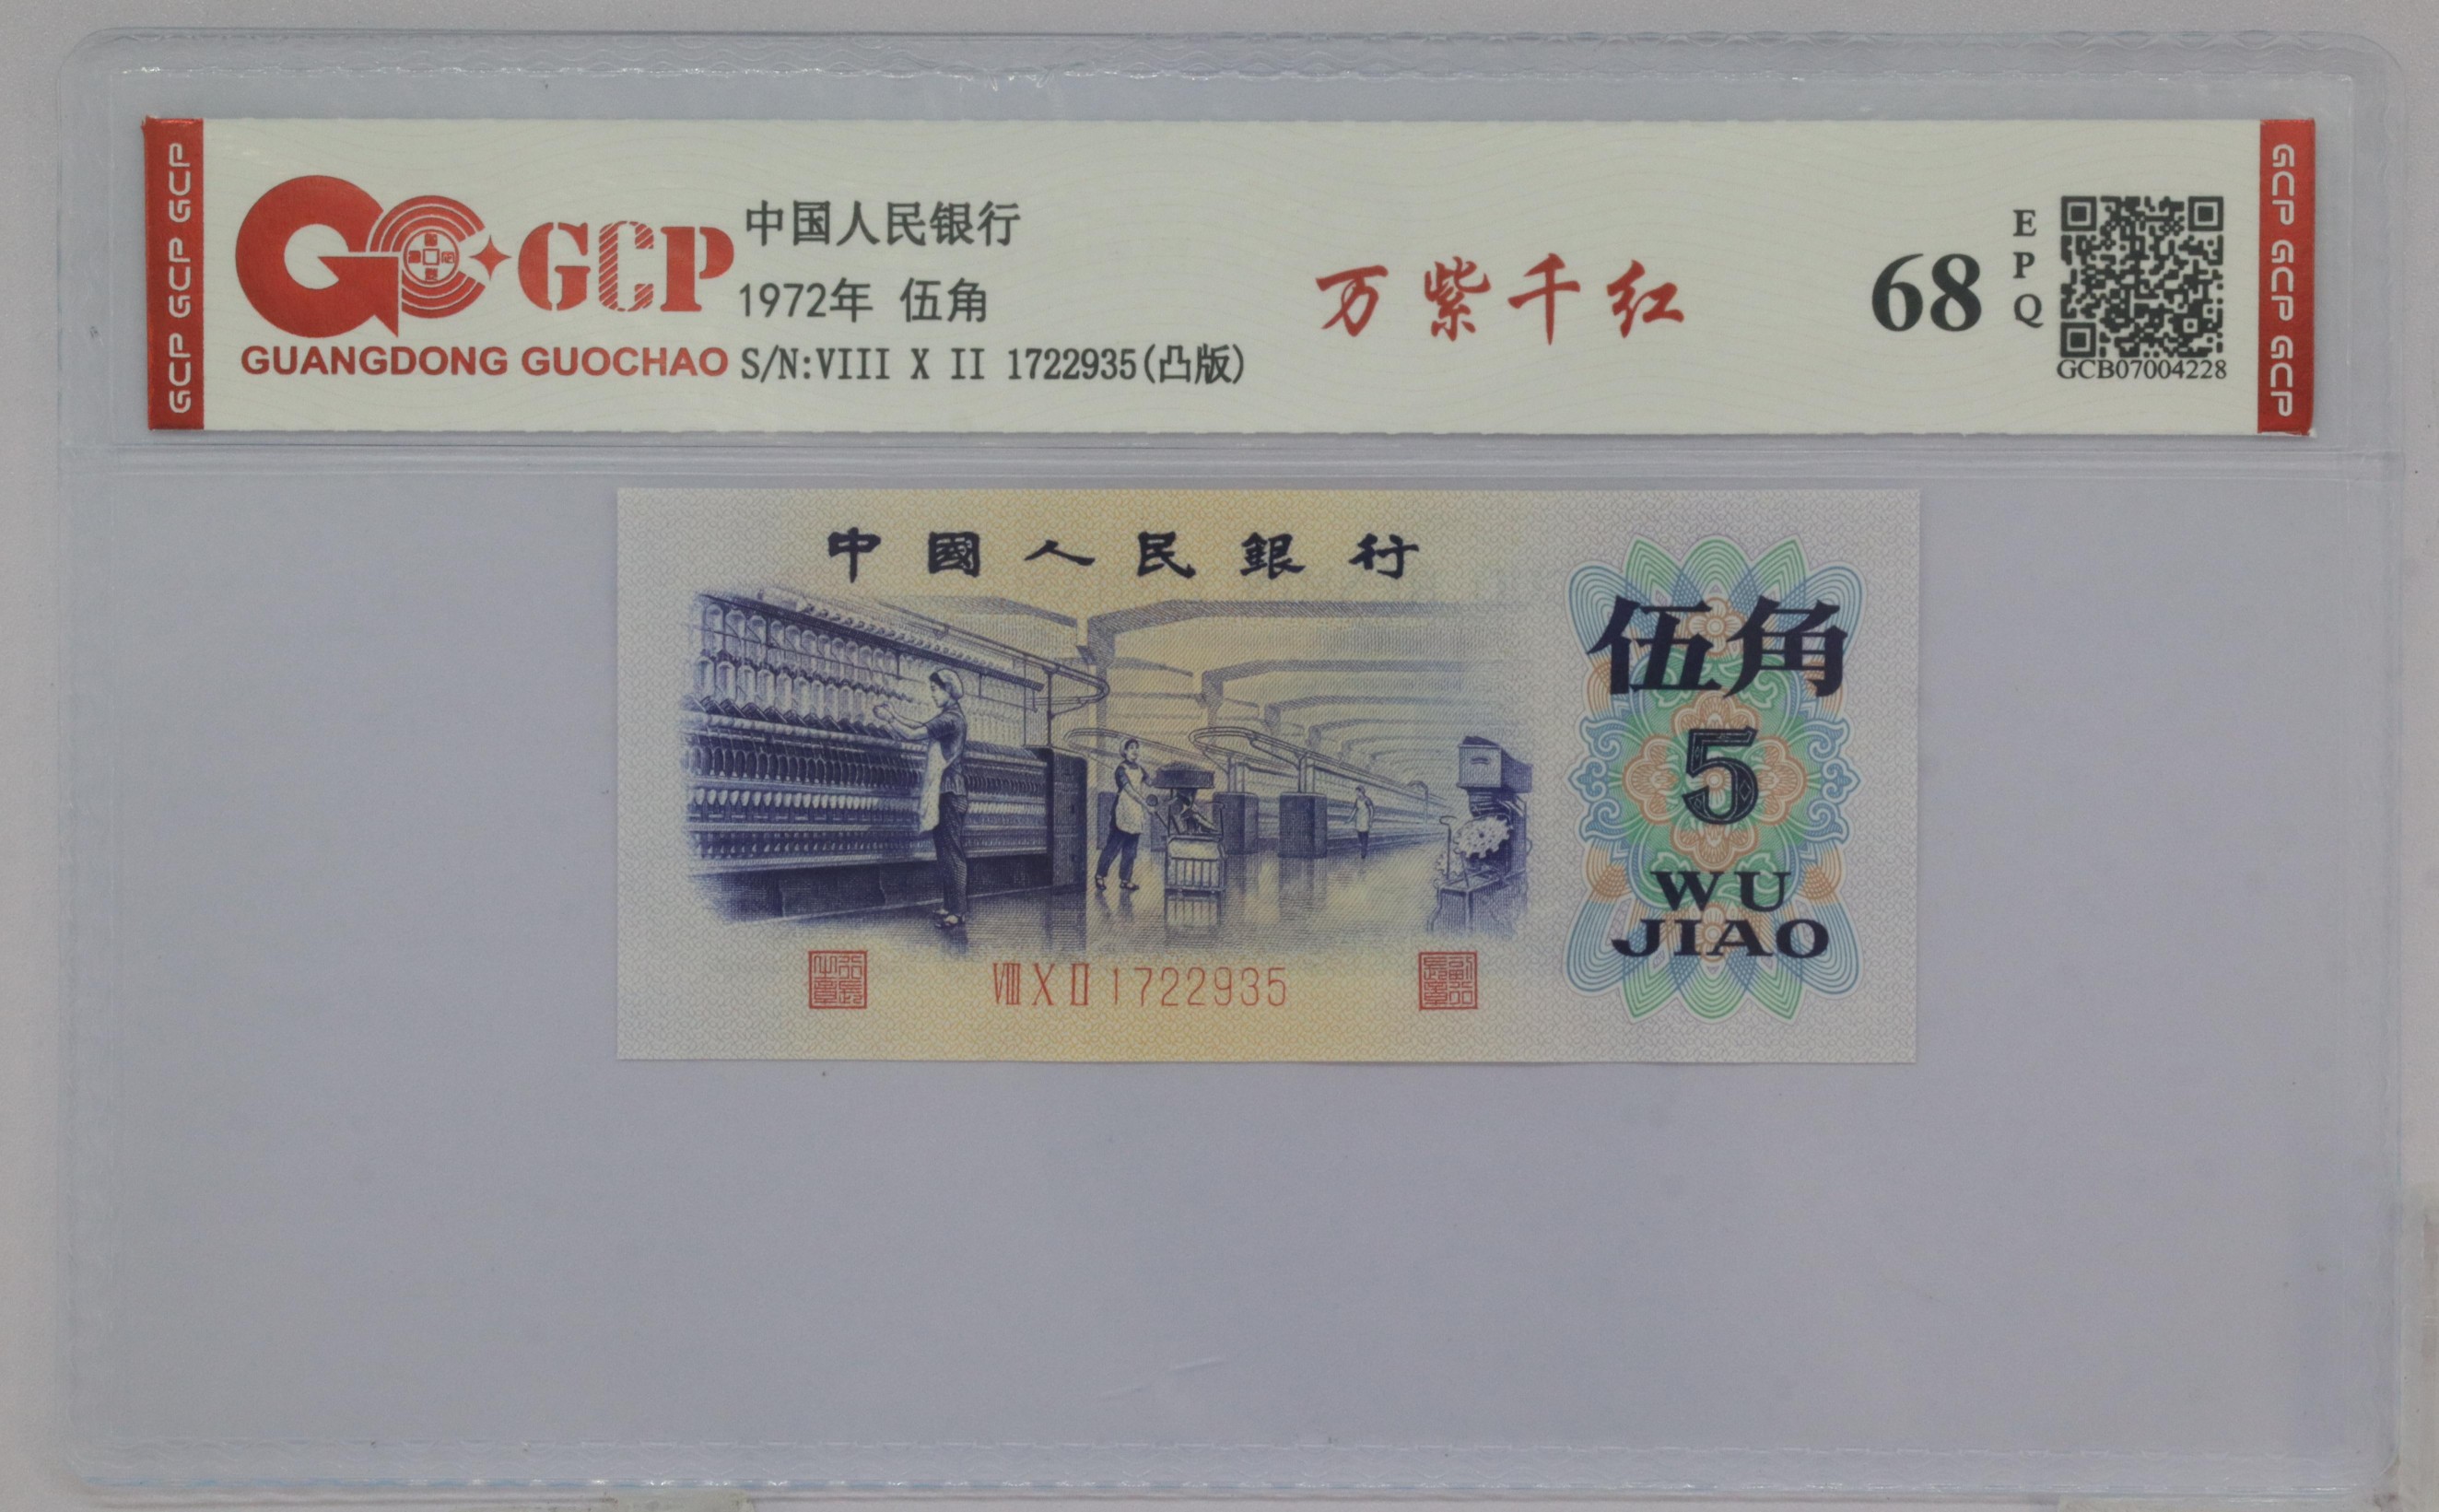 GCP GCP GCP
GCP
中国人民银行
1972年 伍角
GUANGDONG GUOCHAO
S/N:VIII X II 1722935(凸版)
万紫千红
68
EPQ
GCB07004228
GCP GCP GCP
中國人民銀行
伍角
5
WU
JIAO
VIII X II 1722935